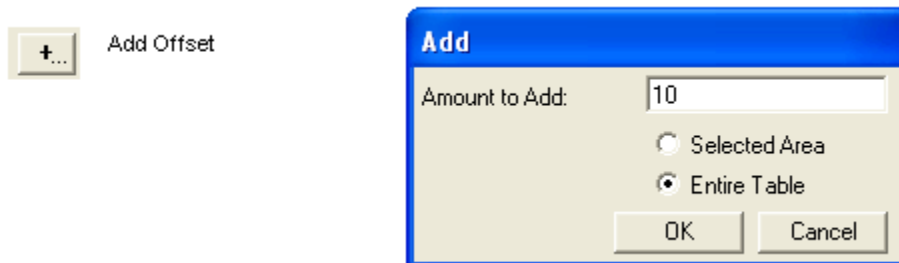 +...
Add Offset
Add
Amount to Add: 10
Selected Area
Entire Table
OK Cancel